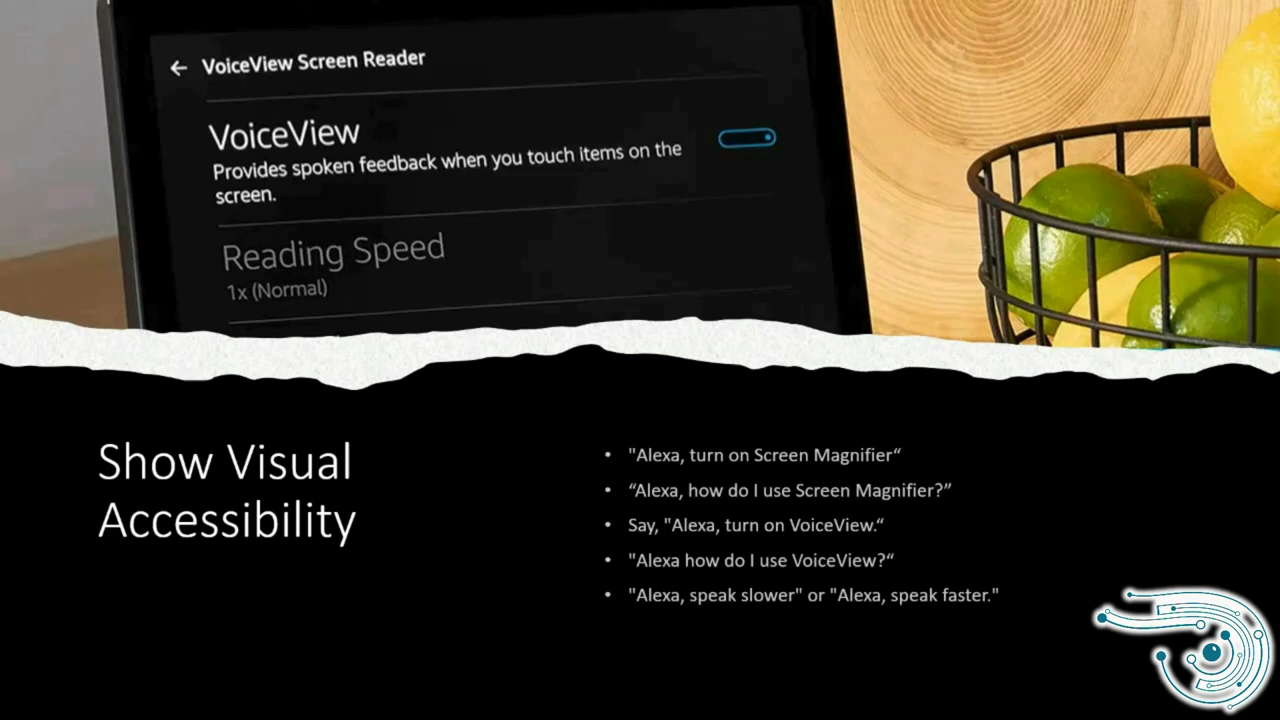 ← VoiceView Screen Reader
VoiceView
Provides spoken feedback when you touch items on the
screen.
Reading Speed
1x (Normal)
Show Visual
Accessibility
• "Alexa, turn on Screen Magnifier“
• “Alexa, how do I use Screen Magnifier?”
• Say, "Alexa, turn on VoiceView.“
• "Alexa how do I use VoiceView?“
• "Alexa, speak slower" or "Alexa, speak faster."